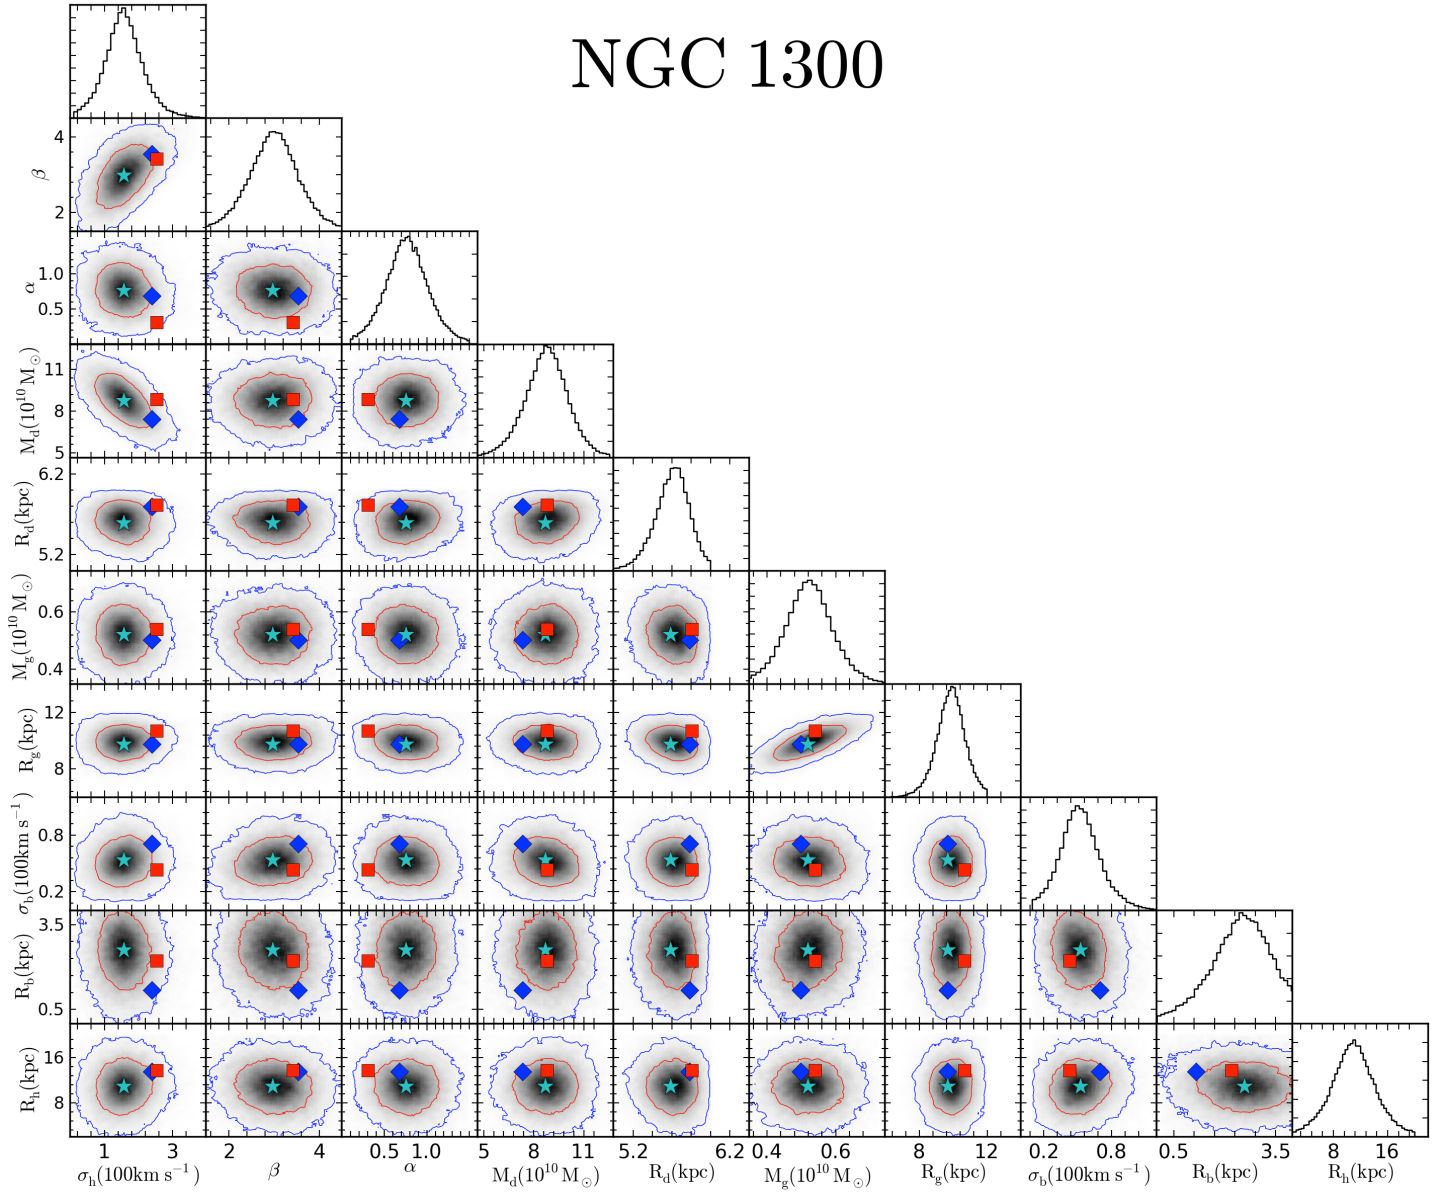 NGC 1300
4
2
β
1.0
0.5
α
11
8
5
M_d(10^10 M_⊙)
6.2
5.2
R_d(kpc)
0.6
0.4
M_g(10^10 M_⊙)
12
8
R_g(kpc)
0.8
0.2
σ_b(100km s^−1)
3.5
0.5
R_b(kpc)
16
8
R_h(kpc)
1 3 2 4 0.5 1.0 5 8 11 5.2 6.2 0.4 0.6 8 12 0.2 0.8 0.5 3.5 8 16
σ_h(100km s^−1) β α M_d(10^10 M_⊙) R_d(kpc) M_g(10^10 M_⊙) R_g(kpc) σ_b(100km s^−1) R_b(kpc) R_h(kpc)